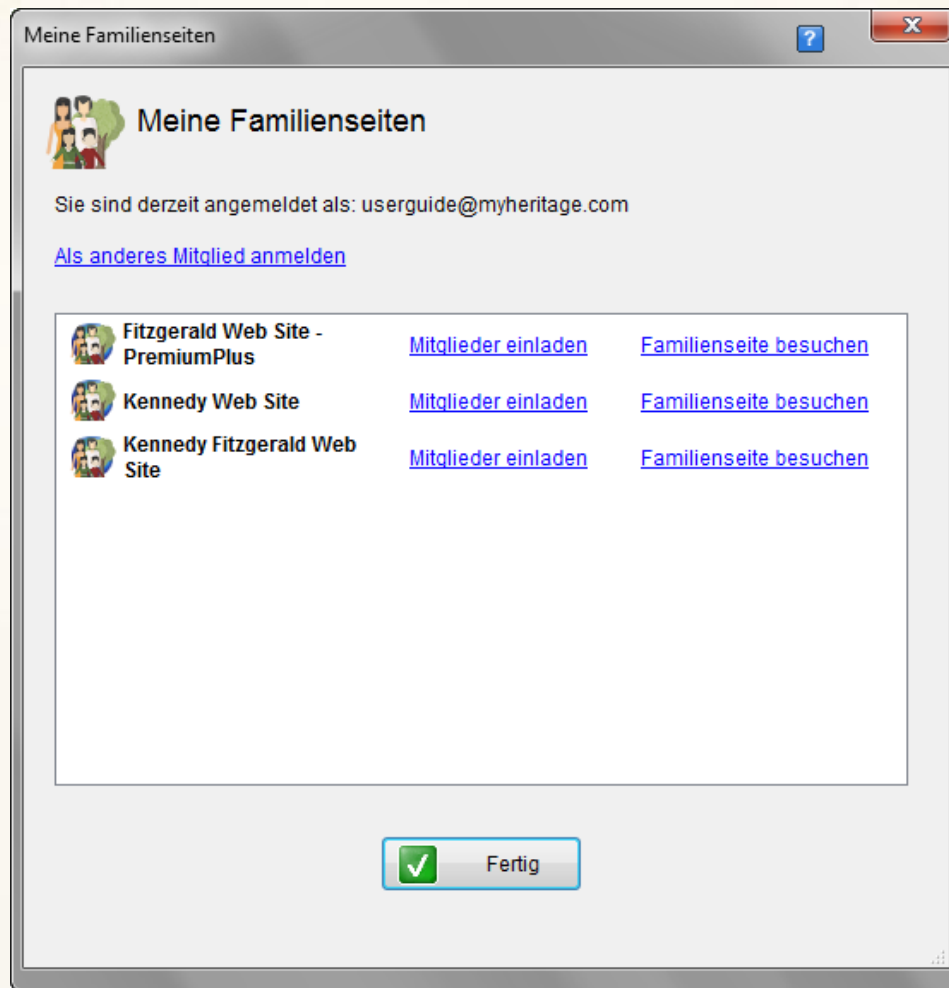 Meine Familienseiten
?
Meine Familienseiten
Sie sind derzeit angemeldet als: userguide@myheritage.com
Als anderes Mitglied anmelden
Fitzgerald Web Site -
PremiumPlus
Mitglieder einladen
Familienseite besuchen
Kennedy Web Site
Mitglieder einladen
Familienseite besuchen
Kennedy Fitzgerald Web
Site
Mitglieder einladen
Familienseite besuchen
Fertig